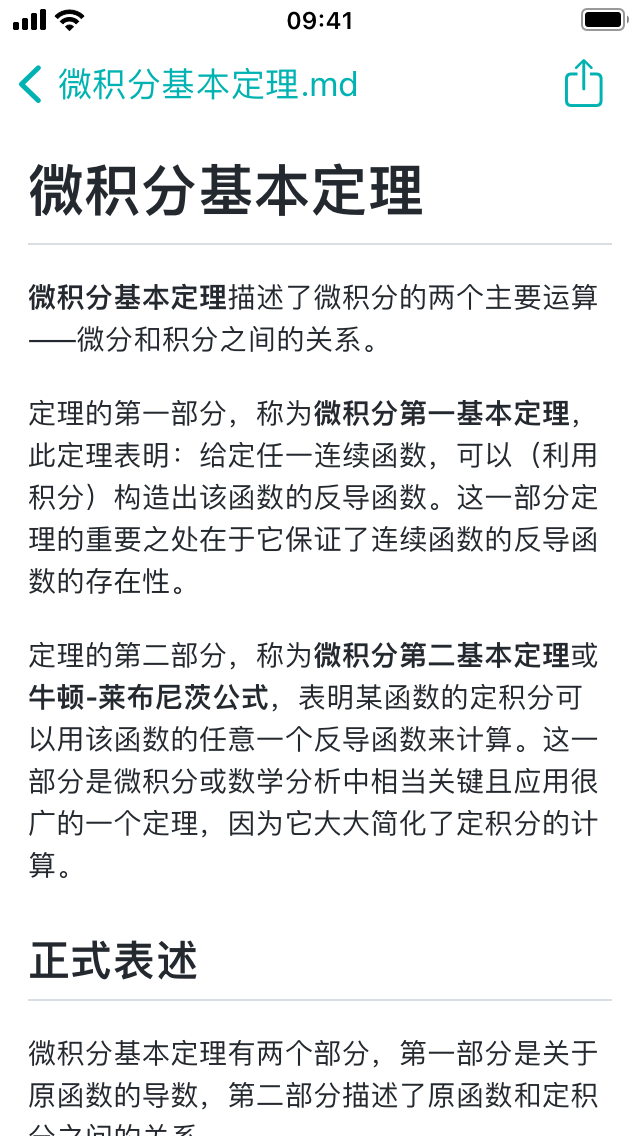 09:41
微积分基本定理.md
微积分基本定理
微积分基本定理描述了微积分的两个主要运算
——微分和积分之间的关系。
定理的第一部分，称为微积分第一基本定理，
此定理表明：给定任一连续函数，可以（利用
积分）构造出该函数的反导函数。这一部分定
理的重要之处在于它保证了连续函数的反导函
数的存在性。
定理的第二部分，称为微积分第二基本定理或
牛顿-莱布尼茨公式，表明某函数的定积分可
以用该函数的任意一个反导函数来计算。这一
部分是微积分或数学分析中相当关键且应用很
广的一个定理，因为它大大简化了定积分的计
算。
正式表述
微积分基本定理有两个部分，第一部分是关于
原函数的导数，第二部分描述了原函数和定积
分之间的关系